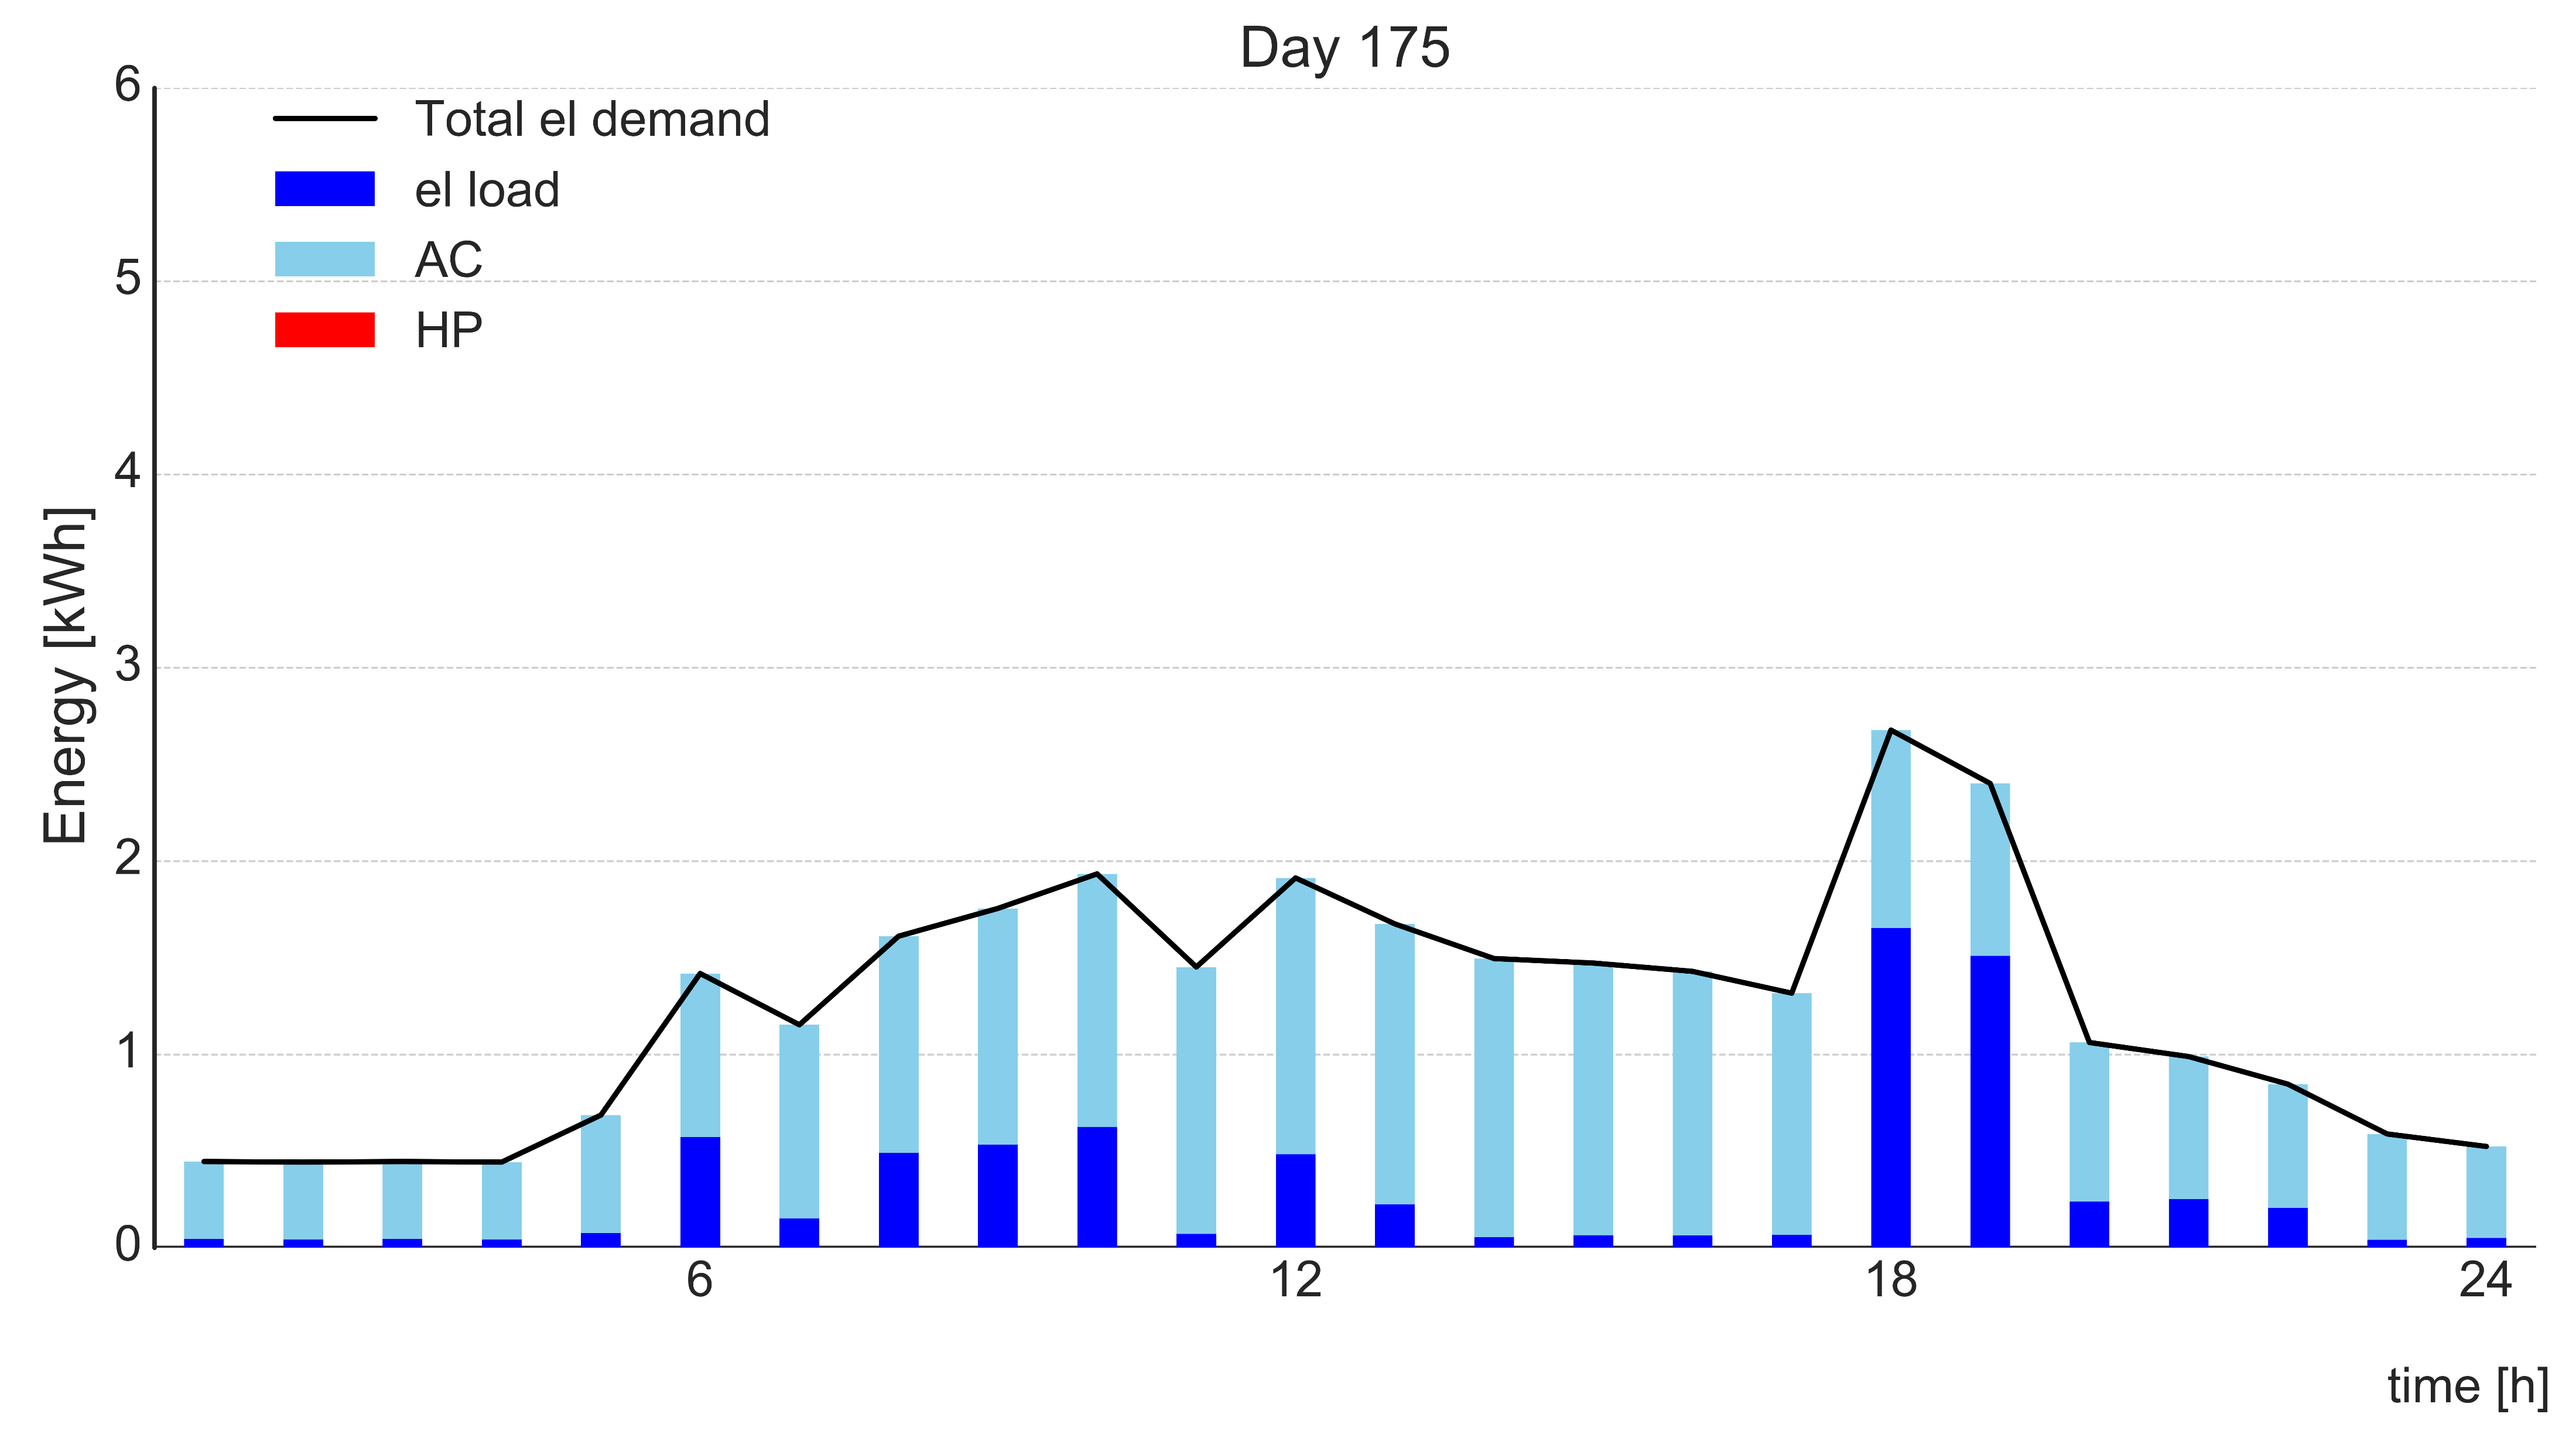 Day 175
Total el demand
el load
AC
HP
6
5
4
3
2
1
0
Energy [kWh]
6 12 18 24
time [h]